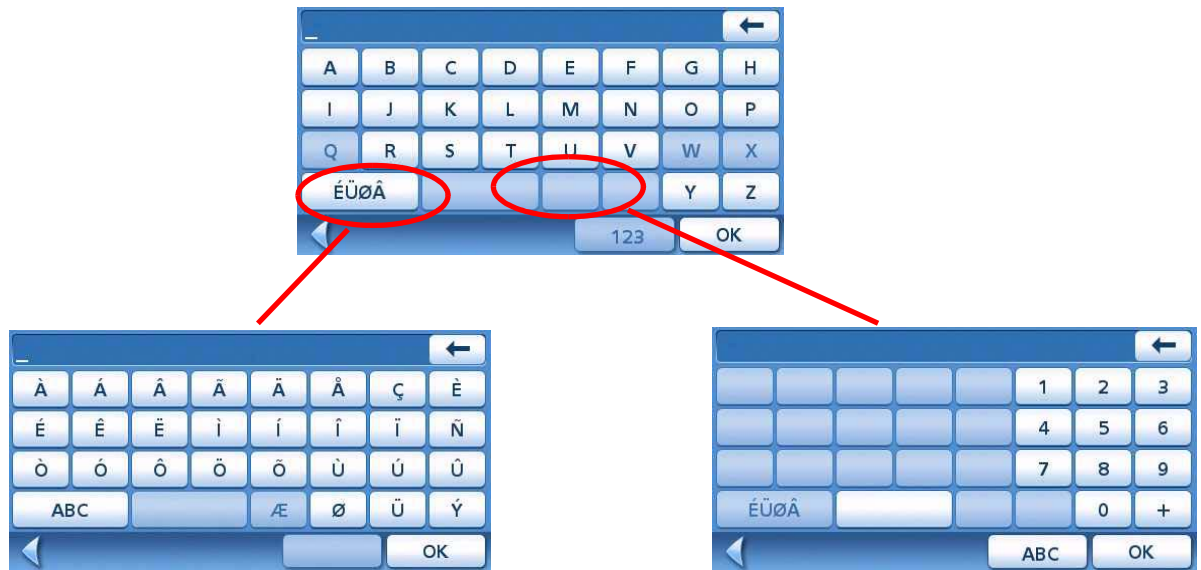 _ ←
A B C D E F G H
I J K L M N O P
Q R S T U V W X
ÉÜØÂ Y Z
123 OK
_ ←
À Á Â Ã Ä Å Ç È
É Ê Ë Ì Í Î Ï Ñ
Ò Ó Ô Ö Õ Ù Ú Û
ABC Æ Ø Ü Ý
OK
←
1 2 3
4 5 6
7 8 9
ÉÜØÂ 0 +
ABC OK